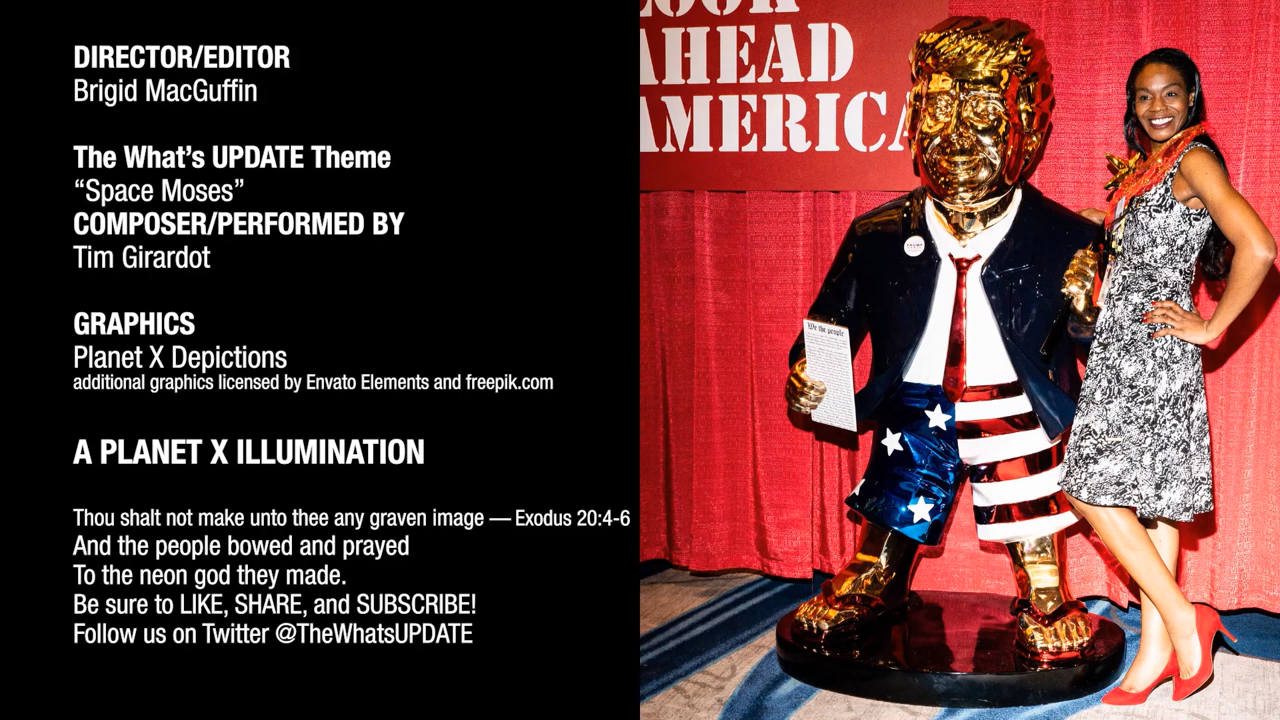 DIRECTOR/EDITOR
Brigid MacGuffin
The What's UPDATE Theme
“Space Moses”
COMPOSER/PERFORMED BY
Tim Girardot
GRAPHICS
Planet X Depictions
additional graphics licensed by Envato Elements and freepik.com
A PLANET X ILLUMINATION
Thou shalt not make unto thee any graven image — Exodus 20:4-6
And the people bowed and prayed
To the neon god they made.
Be sure to LIKE, SHARE, and SUBSCRIBE!
Follow us on Twitter @TheWhatsUPDATE
LOOK
AHEAD
AMERICA
TRUMP
We the people